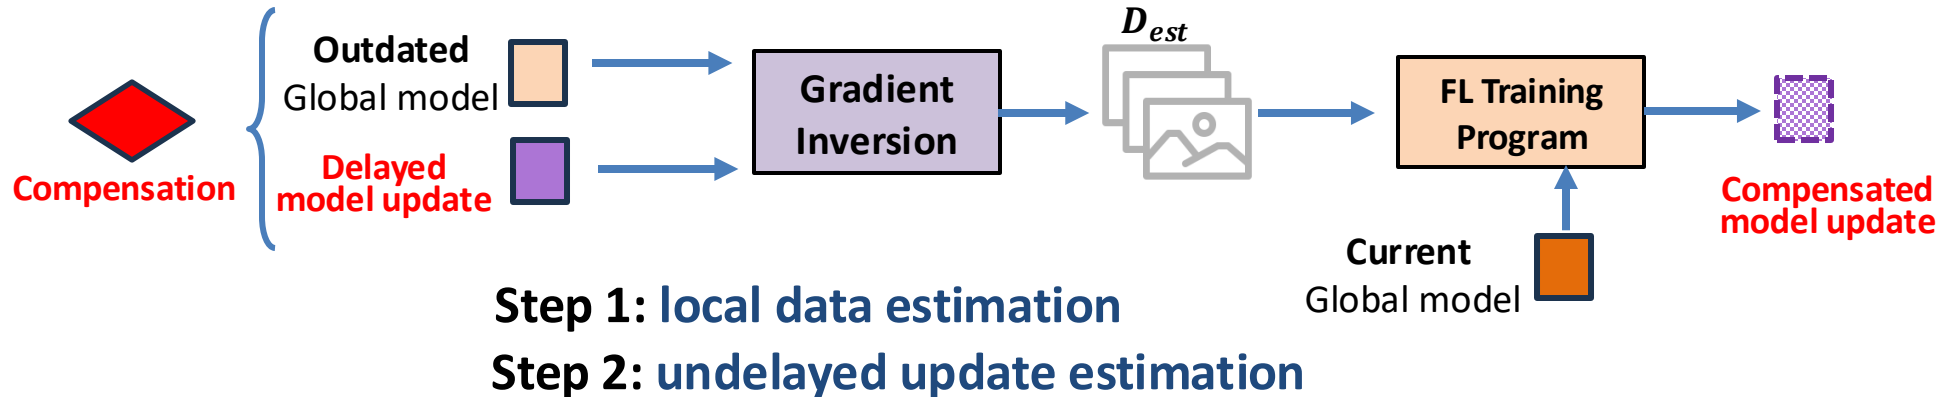 Compensation
Outdated
Global model
Delayed
model update
Gradient
Inversion
D_est
FL Training
Program
Current
Global model
Compensated
model update
Step 1: local data estimation
Step 2: undelayed update estimation